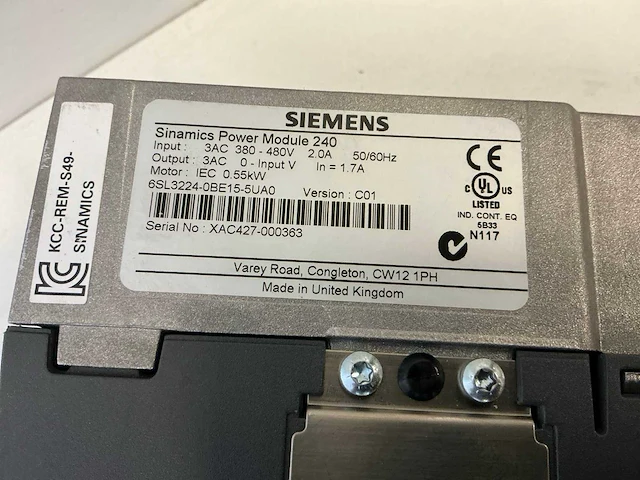 SIEMENS
Sinamics Power Module 240
Input : 3AC 380 - 480V 2.0A 50/60Hz
Output : 3AC 0 - Input V In = 1.7A
Motor : IEC 0.55kW
6SL3224-0BE15-5UA0 Version : C01
Serial No : XAC427-000363
Varey Road, Congleton, CW12 1PH
Made in United Kingdom
CE
c UL US
LISTED
IND. CONT. EQ
5B33
N117
KCC-REM-S49-
SINAMICS